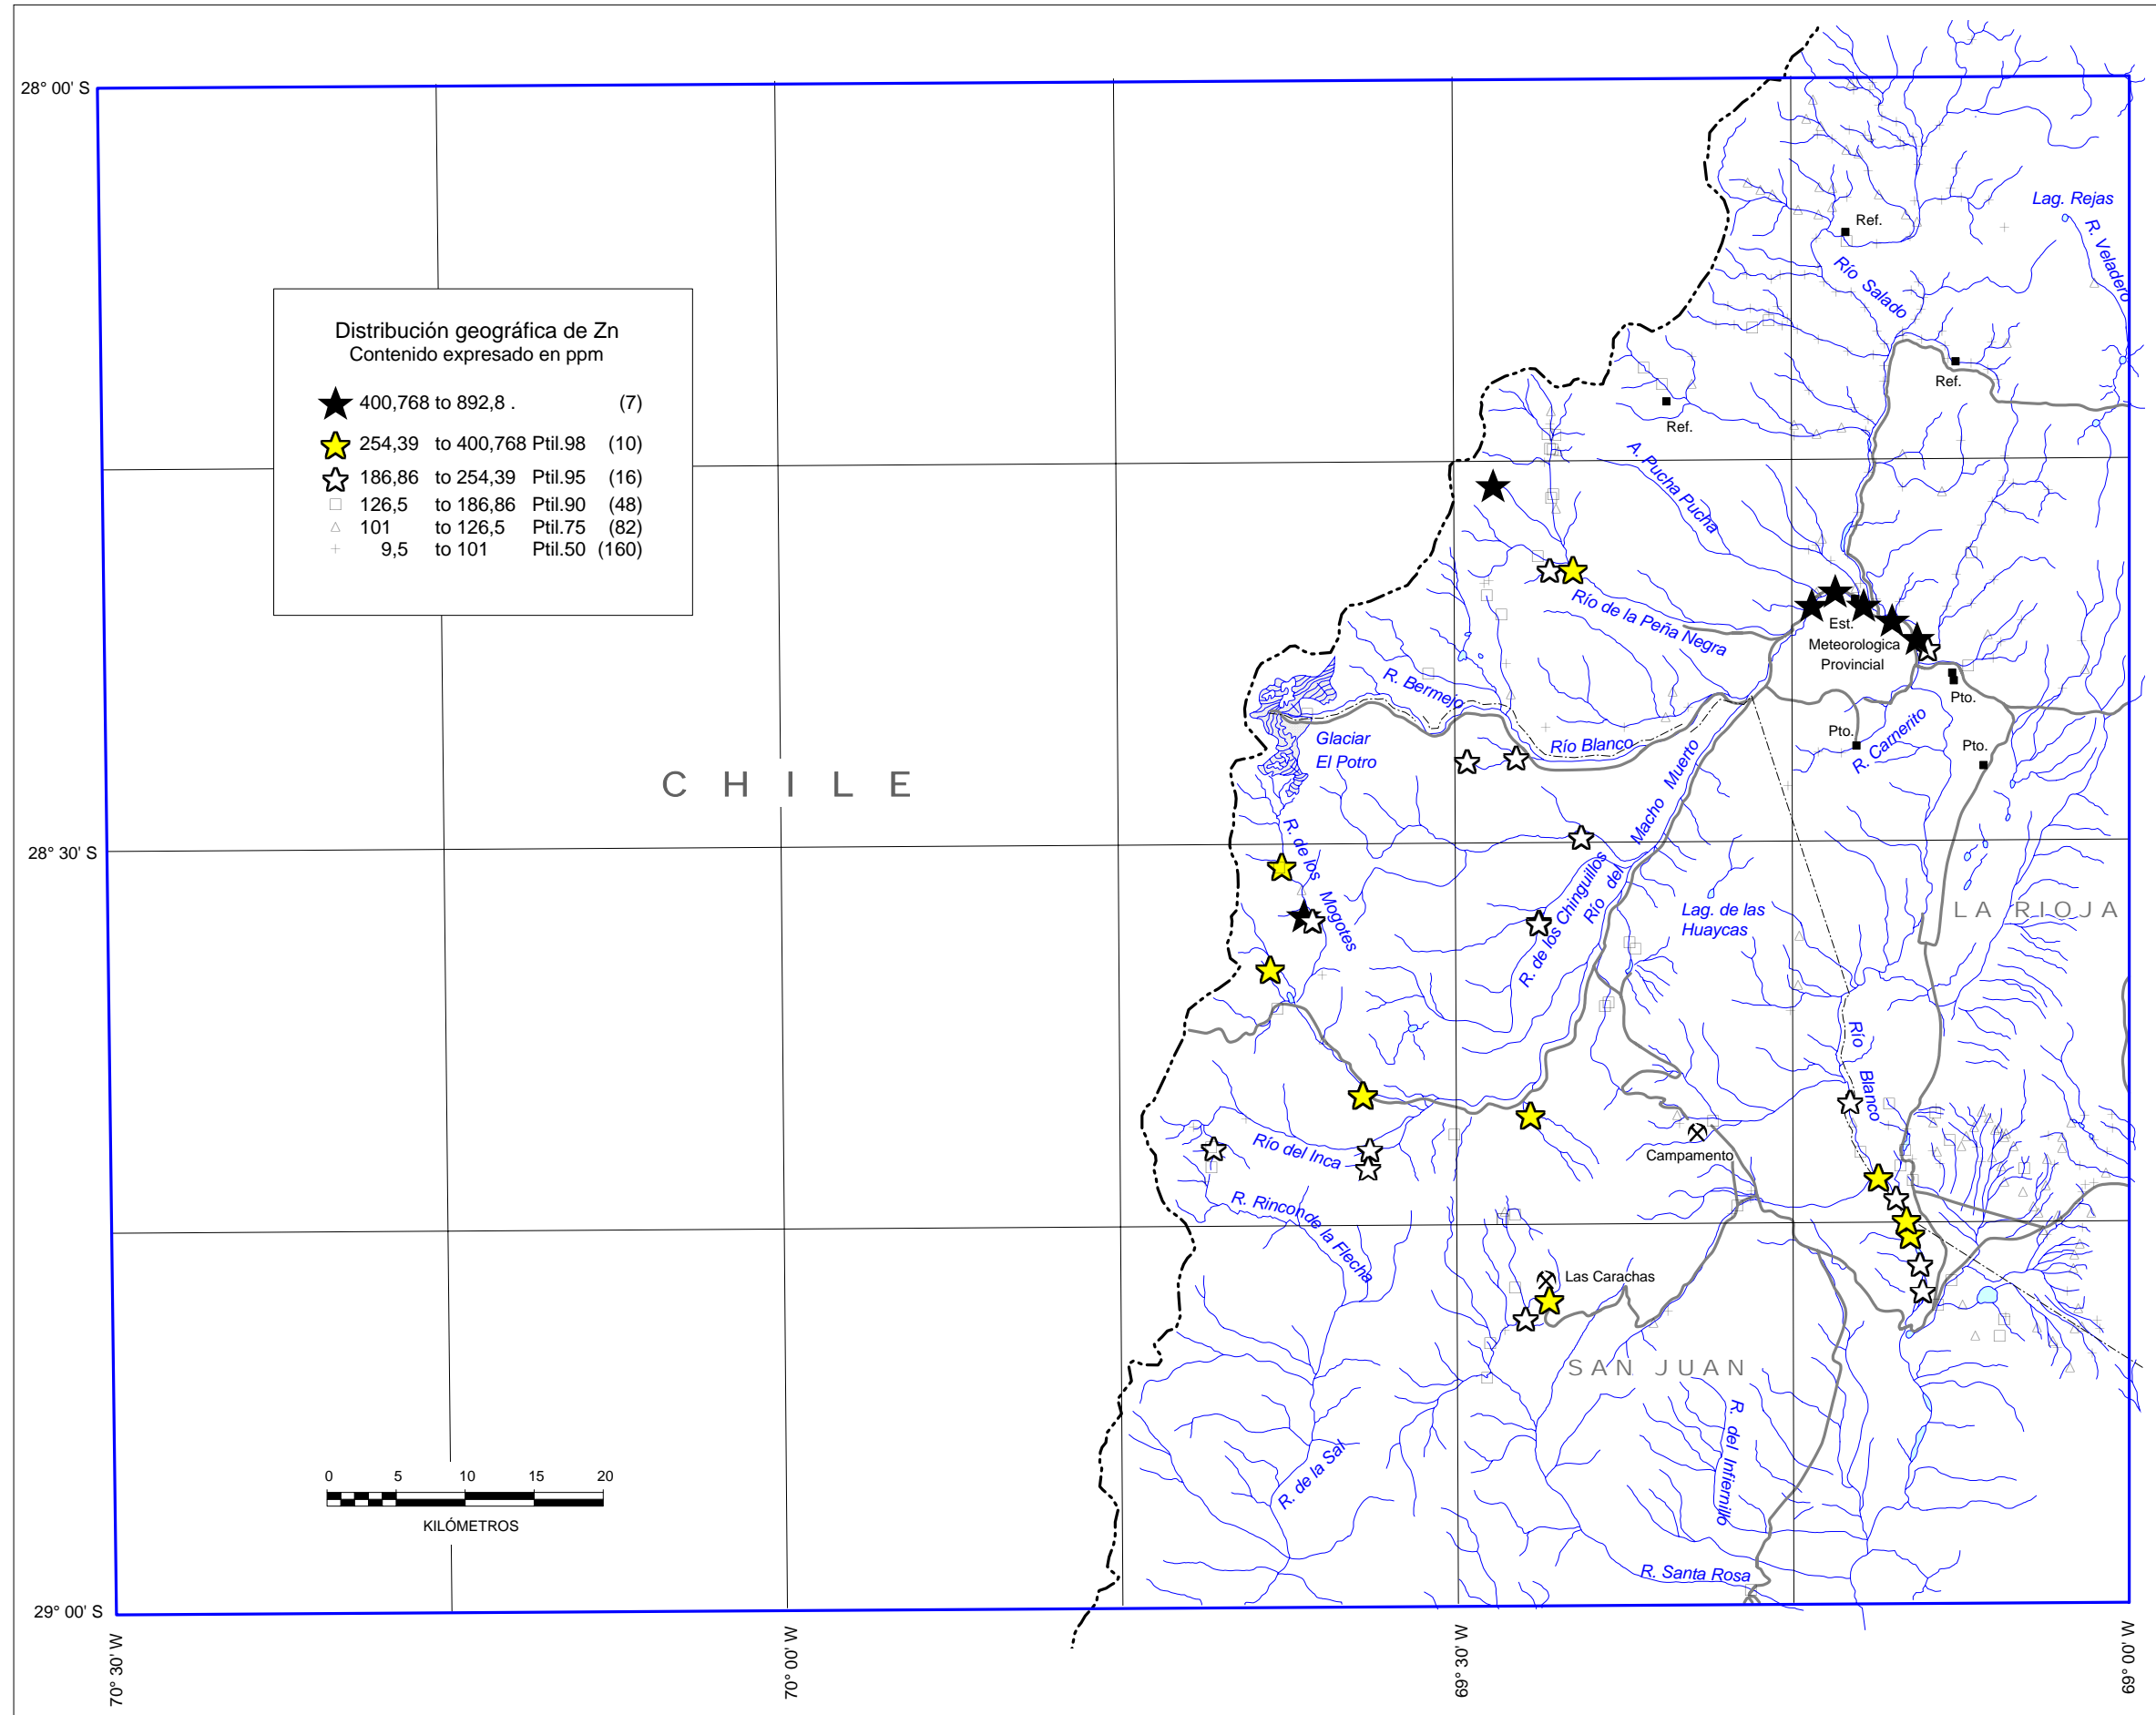 28° 00' S
Lag. Rejas
R. Veladero
Ref.
Río Salado
Distribución geográfica de Zn
Contenido expresado en ppm
400,768 to 892,8 . (7)
254,39 to 400,768 Ptil.98 (10)
186,86 to 254,39 Ptil.95 (16)
126,5 to 186,86 Ptil.90 (48)
101 to 126,5 Ptil.75 (82)
9,5 to 101 Ptil.50 (160)
Ref.
Ref.
A. Pucha Pucha
Río de la Peña Negra
Est.
Meteorologica
Provincial
R. Bermejo
Pto.
Pto.
R. Carnerito
Pto.
Glaciar
El Potro
Río Blanco
CHILE
Río del Macho Muerto
28° 30' S
R. de los Mogotes
R. de los Chinguillos
Lag. de las
Huaycas
LA RIOJA
Río Blanco
Río del Inca
Campamento
R. Rincon de la Flecha
Las Carachas
SAN JUAN
R. del Infiernillo
R. de la Sal
0 5 10 15 20
KILÓMETROS
R. Santa Rosa
29° 00' S
70° 30' W
70° 00' W
69° 30' W
69° 00' W